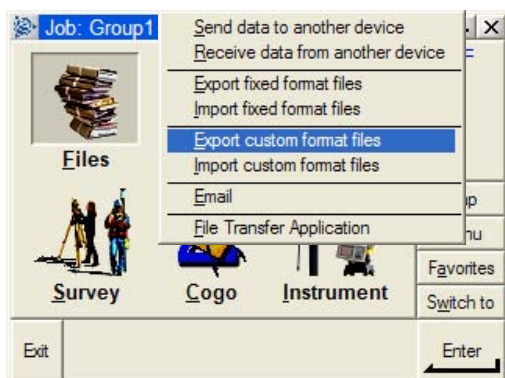 Job: Group1
Send data to another device
Receive data from another device
Export fixed format files
Import fixed format files
Export custom format files
Import custom format files
Email
File Transfer Application
Files
Survey
Cogo
Instrument
Favorites
Switch to
Exit
Enter